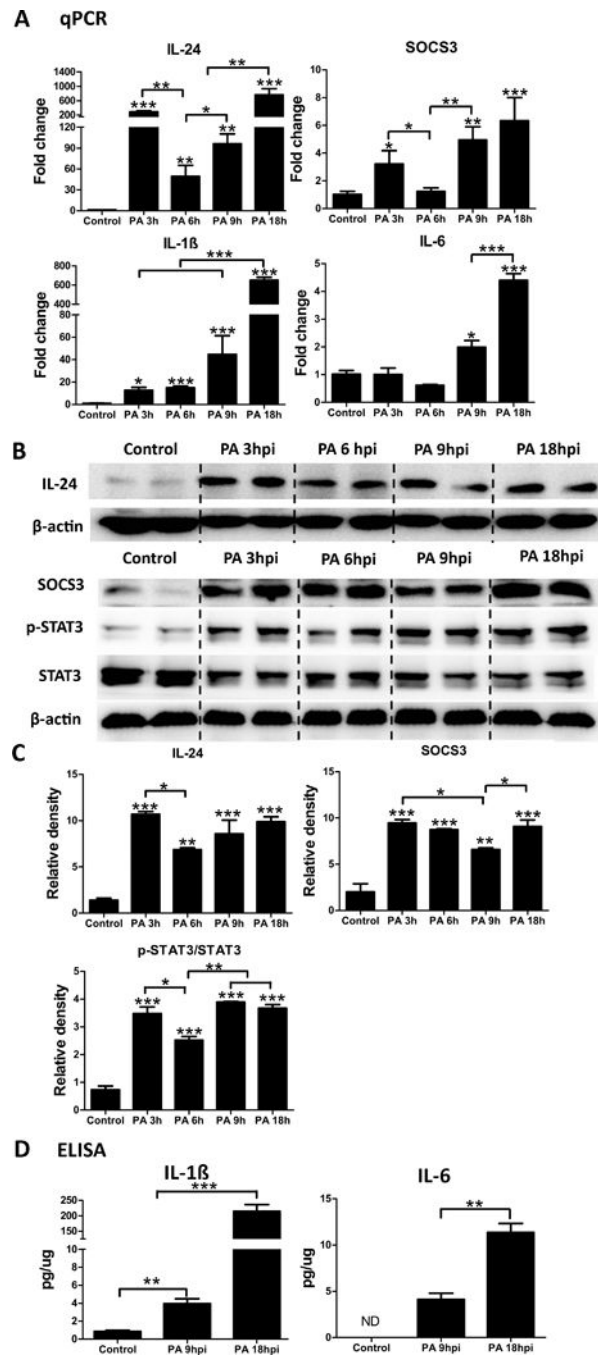 A qPCR
IL-24
Fold change
1400
1000
600
200
120
90
60
30
0
*** ** ** * ** ** ***
Control PA 3h PA 6h PA 9h PA 18h
SOCS3
Fold change
10
8
6
4
2
0
* * ** ** ***
Control PA 3h PA 6h PA 9h PA 18h
IL-1ß
Fold change
800
600
400
60
40
20
0
* *** *** *** ***
Control PA 3h PA 6h PA 9h PA 18h
IL-6
Fold change
6
5
4
3
2
1
0
* *** ***
Control PA 3h PA 6h PA 9h PA 18h
B
Control PA 3hpi PA 6 hpi PA 9hpi PA 18hpi
IL-24
β-actin
Control PA 3hpi PA 6hpi PA 9hpi PA 18hpi
SOCS3
p-STAT3
STAT3
β-actin
C
IL-24
Relative density
15
10
5
0
*** * ** *** ***
Control PA 3h PA 6h PA 9h PA 18h
SOCS3
Relative density
15
10
5
0
*** * *** ** * ***
Control PA 3h PA 6h PA 9h PA 18h
p-STAT3/STAT3
Relative density
5
4
3
2
1
0
*** * *** ** *** ***
Control PA 3h PA 6h PA 9h PA 18h
D ELISA
IL-1ß
pg/ug
250
200
150
100
10
8
6
4
2
0
** ***
Control PA 9hpi PA 18hpi
IL-6
pg/ug
15
10
5
0
ND
**
Control PA 9hpi PA 18hpi